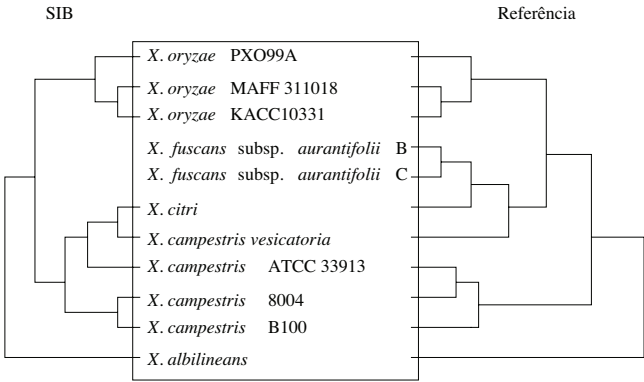 SIB Referência
X. oryzae PXO99A
X. oryzae MAFF 311018
X. oryzae KACC10331
X. fuscans subsp. aurantifolii B
X. fuscans subsp. aurantifolii C
X. citri
X. campestris vesicatoria
X. campestris ATCC 33913
X. campestris 8004
X. campestris B100
X. albilineans